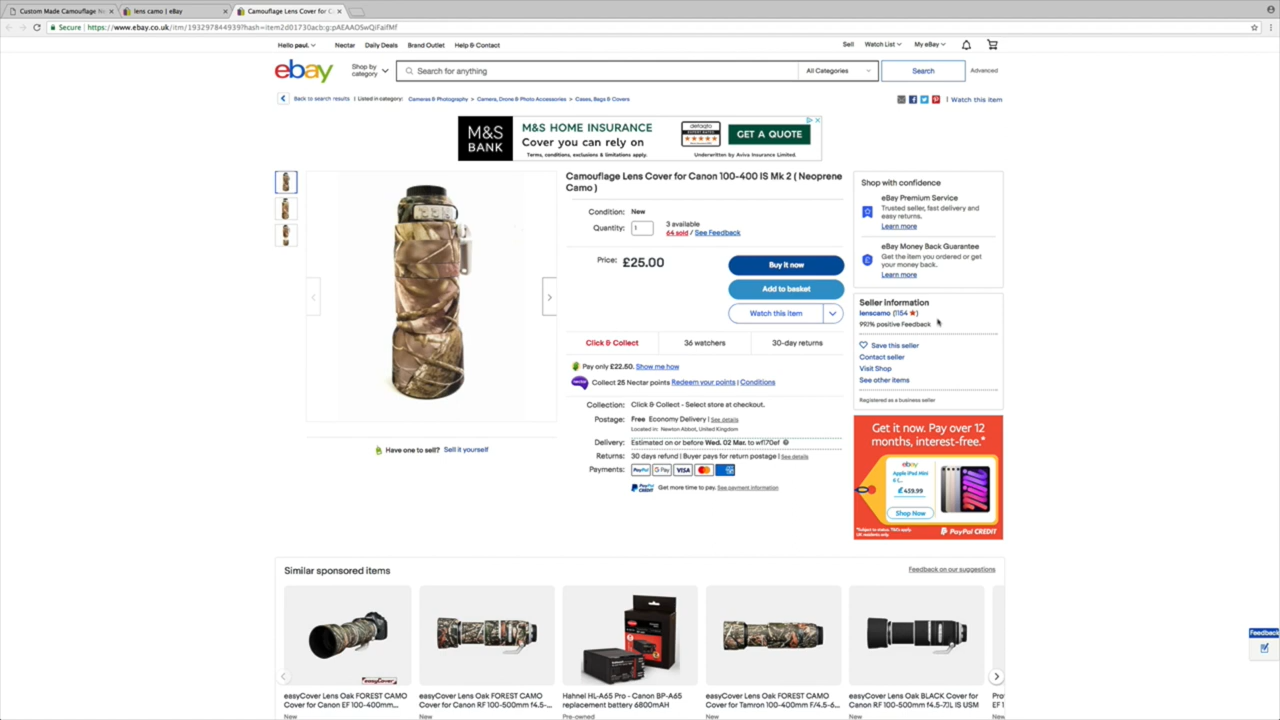 Custom Made Camouflage N
lens camo | eBay
Camouflage Lens Cover for C
Secure
https://www.ebay.co.uk/itm/193297844939?hash=item2d01730acb:g:pAEAAOSwQiFaifMf
Hello paul.
Nectar
Daily Deals
Brand Outlet
Help & Contact
Sell
Watch List
My eBay
ebay
Shop by
category
Search for anything
All Categories
Search
Advanced
Back to search results
Listed in category:
Cameras & Photography
Camera, Drone & Photo Accessories
Cases, Bags & Covers
Watch this item
M&S
BANK
M&S HOME INSURANCE
Cover you can rely on
Terms, conditions, exclusions & limitations apply.
defaqto
GET A QUOTE
Underwritten by Aviva Insurance Limited.
Camouflage Lens Cover for Canon 100-400 IS Mk 2 ( Neoprene
Camo )
Condition: New
Quantity: 1
3 available
64 sold / See Feedback
Price: £25.00
Buy it now
Add to basket
Watch this item
Click & Collect
36 watchers
30-day returns
Pay only £22.50. Show me how
nectar
Collect 25 Nectar points Redeem your points | Conditions
Collection: Click & Collect - Select store at checkout.
Postage: Free Economy Delivery | See details
Located in: Newton Abbot, United Kingdom
Delivery: Estimated on or before Wed. 02 Mar. to wf170ef
Returns: 30 days refund | Buyer pays for return postage | See details
Payments: PayPal G Pay VISA
PayPal CREDIT
Get more time to pay. See payment information
Have one to sell? Sell it yourself
Shop with confidence
eBay Premium Service
Trusted seller, fast delivery and
easy returns.
Learn more
eBay Money Back Guarantee
Get the item you ordered or get
your money back.
Learn more
Seller information
lenscamo (1154 )
99.1% positive Feedback
Save this seller
Contact seller
Visit Shop
See other items
Registered as a business seller
Get it now. Pay over 12
months, interest-free.*
ebay
Apple iPad Mini
£459.99
Shop Now
PayPal CREDIT
Similar sponsored items
Feedback on our suggestions
easyCover
easyCover Lens Oak FOREST CAMO
Cover for Canon EF 100-400mm...
New
easyCover Lens Oak FOREST CAMO
Cover for Canon RF 100-500mm f4.5-...
New
Hahnel HL-A65 Pro - Canon BP-A65
replacement battery 6800mAH
Pre-owned
easyCover Lens Oak FOREST CAMO
Cover for Tamron 100-400mm F/4.5-6...
New
easyCover Lens Oak BLACK Cover for
Canon RF 100-500mm f4.5-7.1L IS USM
New
Feedback